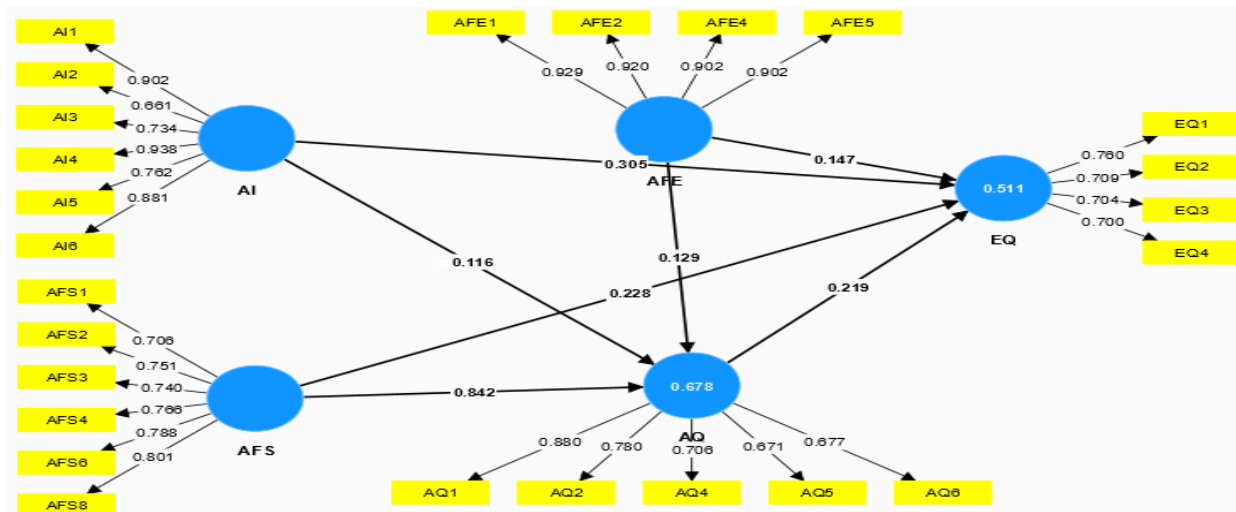 AFE1 AFE2 AFE4 AFE5
0.929 0.920 0.902 0.902
AFE
AI1
AI2
AI3
AI4
AI5
AI6
0.902
0.661
0.734
0.938
0.762
0.881
AI
0.305
0.147
0.116
0.129
0.228
0.219
0.842
EQ1
EQ2
EQ3
EQ4
0.760
0.709
0.704
0.700
0.511
EQ
AFS1
AFS2
AFS3
AFS4
AFS6
AFS8
0.706
0.751
0.740
0.766
0.788
0.801
AFS
0.678
AQ
0.880 0.780 0.706 0.671 0.677
AQ1 AQ2 AQ4 AQ5 AQ6